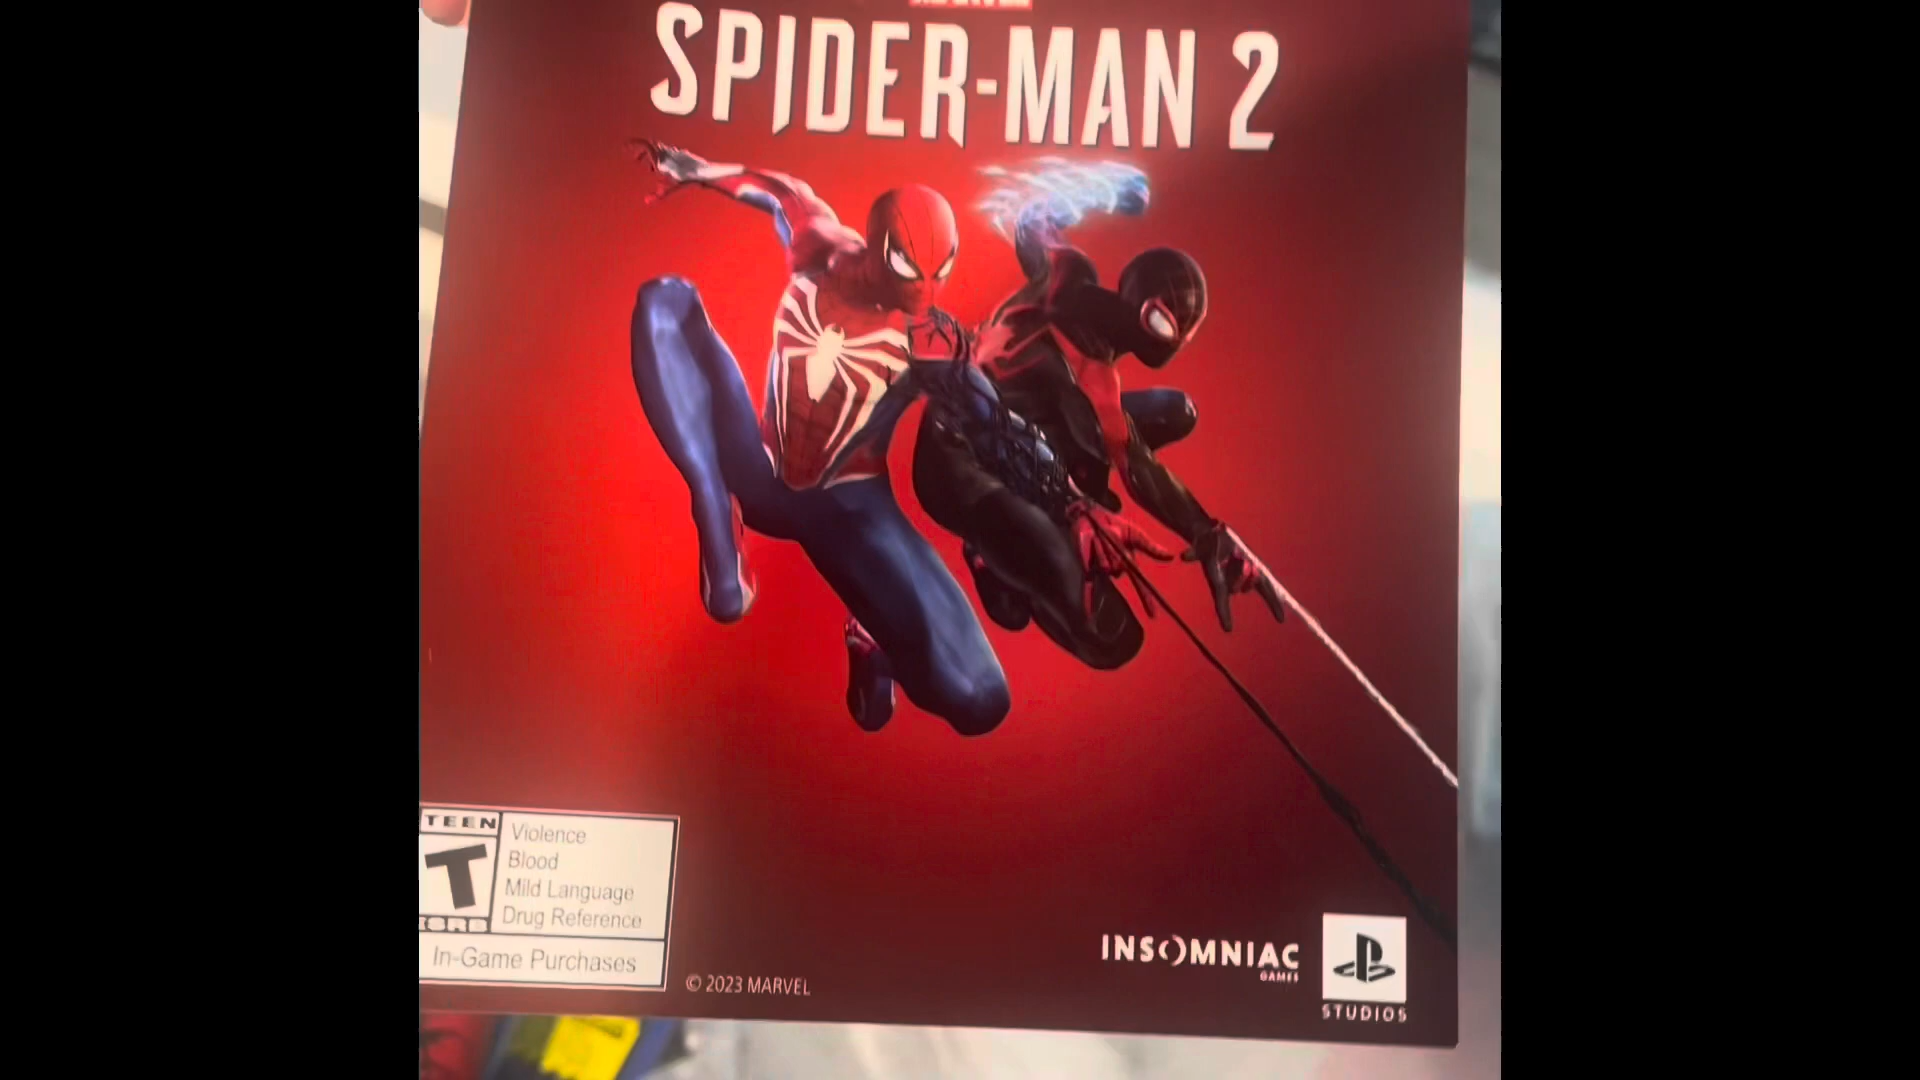 SPIDER-MAN 2
TEEN
T
ESRB
Violence
Blood
Mild Language
Drug Reference
In-Game Purchases
© 2023 MARVEL
INSOMNIAC
GAMES
STUDIOS